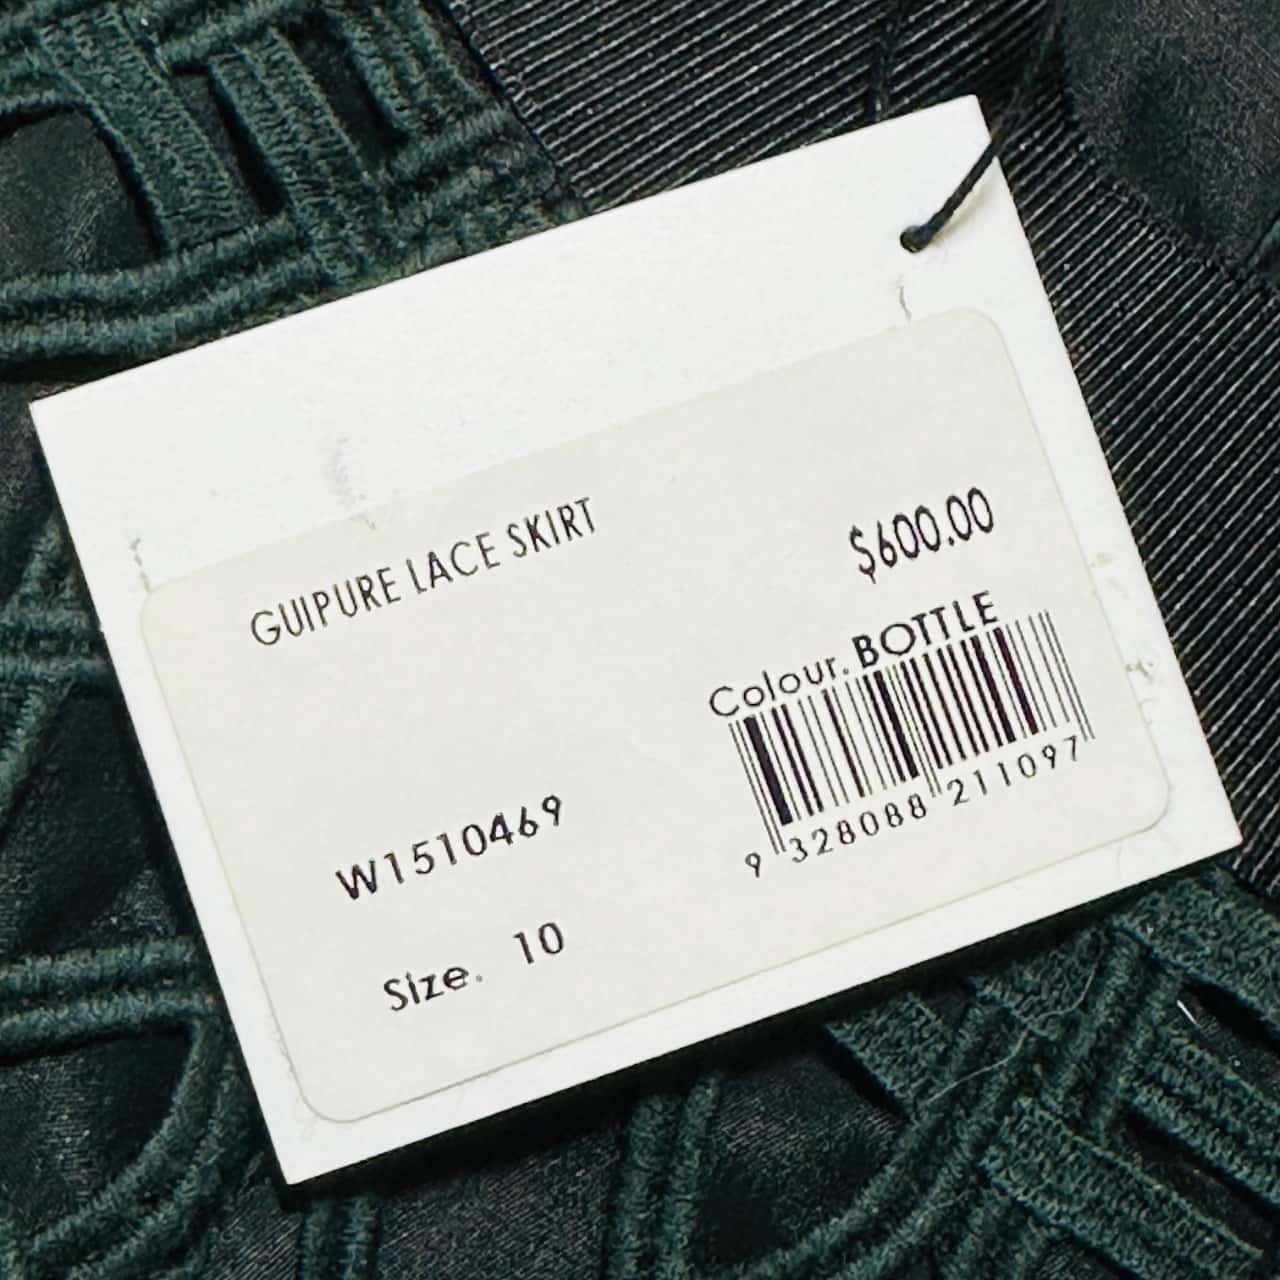 GUIPURE LACE SKIRT
$600.00
Colour. BOTTLE
9 328088 211097
W1510469
Size. 10